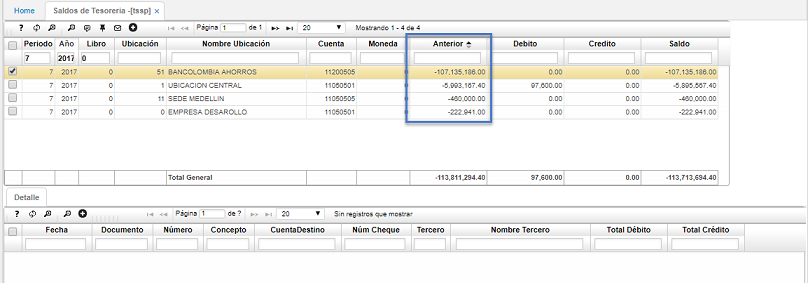 Home Saldos de Tesorería -[tssp] ×
? Página 1 de 1 20 Mostrando 1 - 4 de 4
Periodo Año Libro Ubicación Nombre Ubicación Cuenta Moneda Anterior Debito Credito Saldo
7 2017 0
7 2017 0 51 BANCOLOMBIA AHORROS 11200505 0 -107,135,186.00 0.00 0.00 -107,135,186.00
7 2017 0 1 UBICACION CENTRAL 11050501 0 -5,993,167.40 97,600.00 0.00 -5,895,567.40
7 2017 0 11 SEDE MEDELLIN 11050505 0 -460,000.00 0.00 0.00 -460,000.00
7 2017 0 0 EMPRESA DESAROLLO 11050501 0 -222,941.00 0.00 0.00 -222,941.00
Total General -113,811,294.40 97,600.00 0.00 -113,713,694.40
Detalle
? Página 1 de ? 20 Sin registros que mostrar
Fecha Documento Número Concepto CuentaDestino Núm Cheque Tercero Nombre Tercero Total Débito Total Crédito